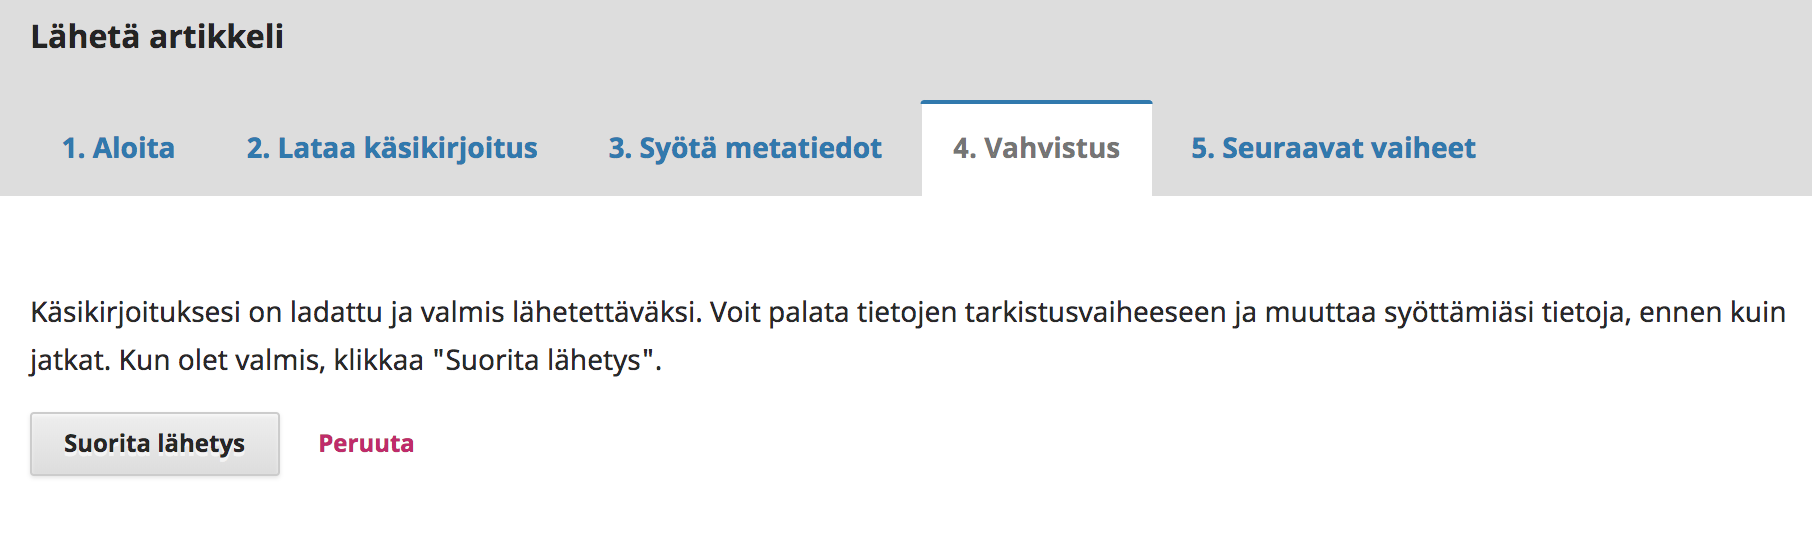 Lähetä artikkeli
1. Aloita 2. Lataa käsikirjoitus 3. Syötä metatiedot 4. Vahvistus 5. Seuraavat vaiheet
Käsikirjoituksesi on ladattu ja valmis lähetettäväksi. Voit palata tietojen tarkistusvaiheeseen ja muuttaa syöttämiäsi tietoja, ennen kuin
jatkat. Kun olet valmis, klikkaa "Suorita lähetys".
Suorita lähetys Peruuta